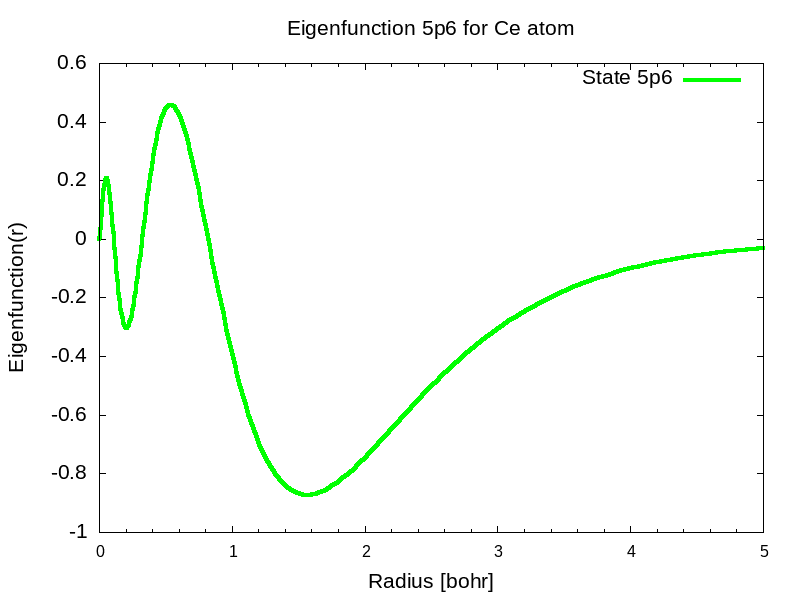 Eigenfunction 5p6 for Ce atom
State 5p6
0.6
0.4
0.2
0
-0.2
-0.4
-0.6
-0.8
-1
Eigenfunction(r)
0 1 2 3 4 5
Radius [bohr]